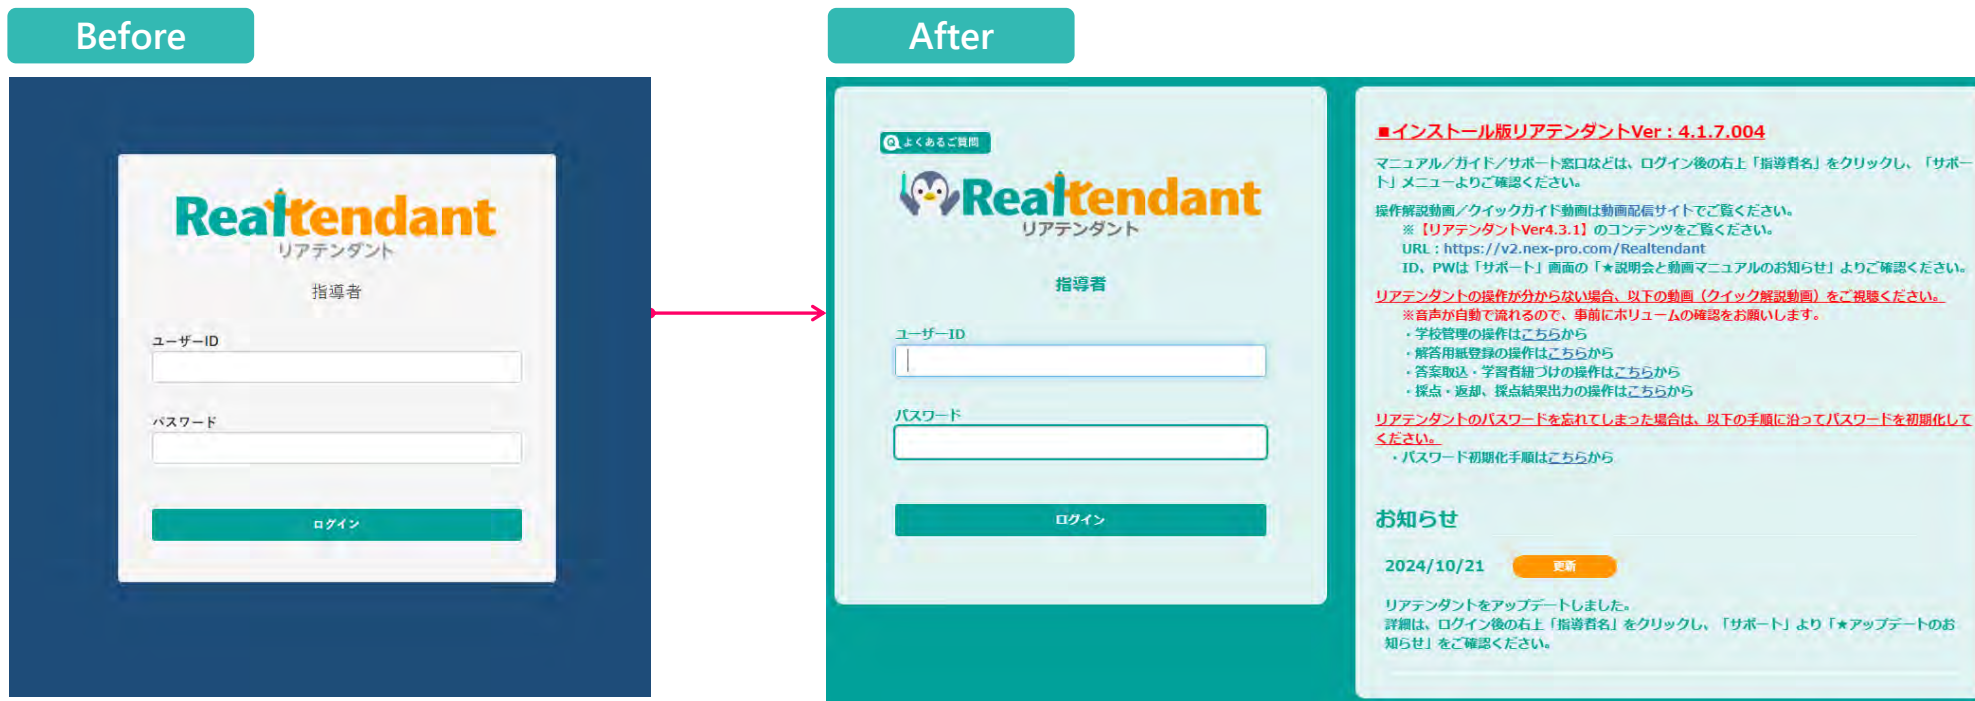 Before
Realtendant
リアテンダント
指導者
ユーザーID
パスワード
ログイン
After
よくあるご質問
Realtendant
リアテンダント
指導者
ユーザーID
パスワード
ログイン
■インストール版リアテンダントVer：4.1.7.004
マニュアル／ガイド／サポート窓口などは、ログイン後の右上「指導者名」をクリックし、「サポー
ト」メニューよりご確認ください。
操作解説動画／クイックガイド動画は動画配信サイトでご覧ください。
※【リアテンダントVer4.3.1】のコンテンツをご覧ください。
URL：https://v2.nex-pro.com/Realtendant
ID、PWは「サポート」画面の「★説明会と動画マニュアルのお知らせ」よりご確認ください。
リアテンダントの操作が分からない場合、以下の動画（クイック解説動画）をご視聴ください。
※音声が自動で流れるので、事前にボリュームの確認をお願いします。
・学校管理の操作はこちらから
・解答用紙登録の操作はこちらから
・答案取込・学習者紐づけの操作はこちらから
・採点・返却、採点結果出力の操作はこちらから
リアテンダントのパスワードを忘れてしまった場合は、以下の手順に沿ってパスワードを初期化して
ください。
・パスワード初期化手順はこちらから
お知らせ
2024/10/21 更新
リアテンダントをアップデートしました。
詳細は、ログイン後の右上「指導者名」をクリックし、「サポート」より「★アップデートのお
知らせ」をご確認ください。